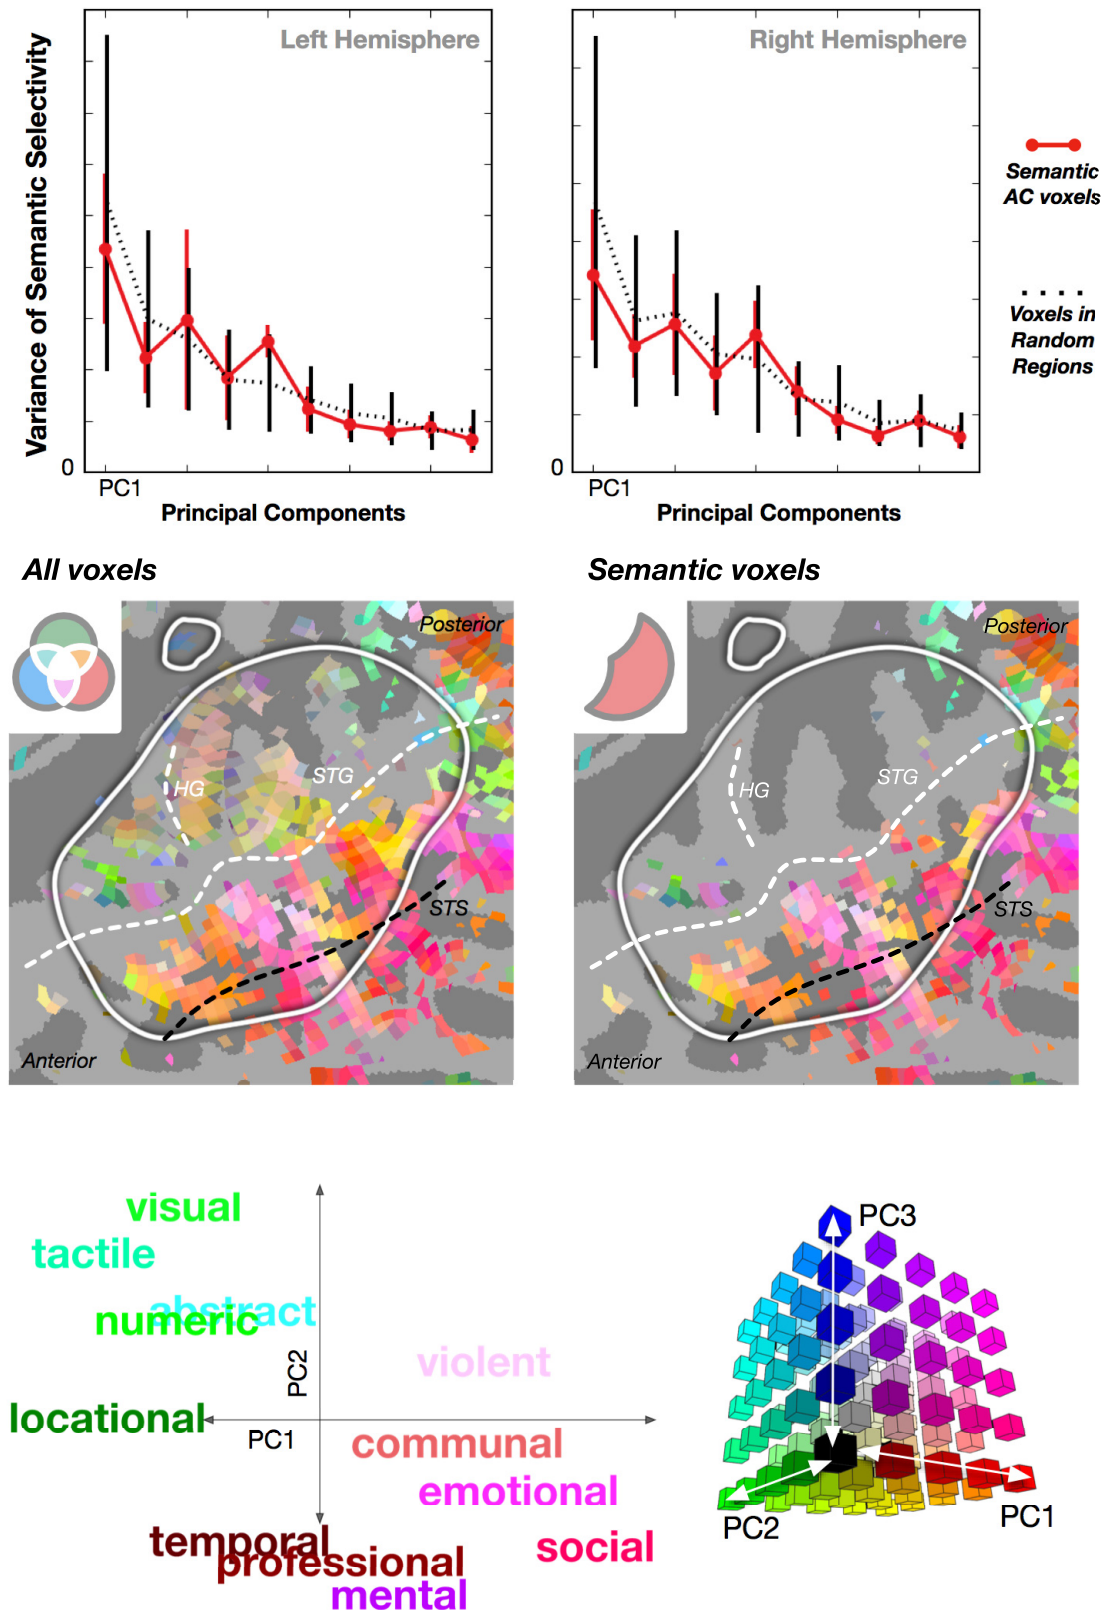 Left Hemisphere
Right Hemisphere
Variance of Semantic Selectivity
Semantic
AC voxels
Voxels in
Random
Regions
0
0
PC1
PC1
Principal Components
Principal Components
All voxels
Semantic voxels
Posterior
Posterior
HG
STG
HG
STG
STS
STS
Anterior
Anterior
visual
tactile
abstract
numeric
PC2
violent
locational
PC1
communal
emotional
temporal
professional
social
mental
PC3
PC1
PC2